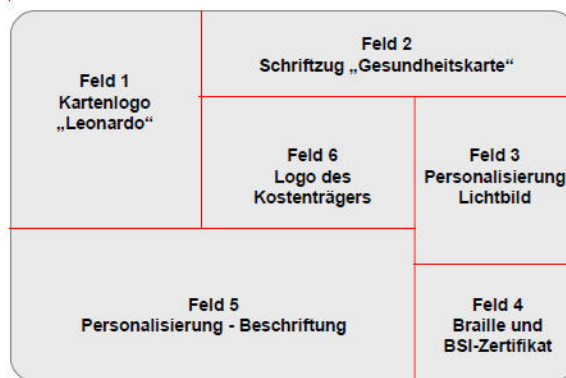 Feld 1
Kartenlogo
„Leonardo“
Feld 2
Schriftzug „Gesundheitskarte“
Feld 6
Logo des
Kostenträgers
Feld 3
Personalisierung
Lichtbild
Feld 5
Personalisierung - Beschriftung
Feld 4
Braille und
BSI-Zertifikat